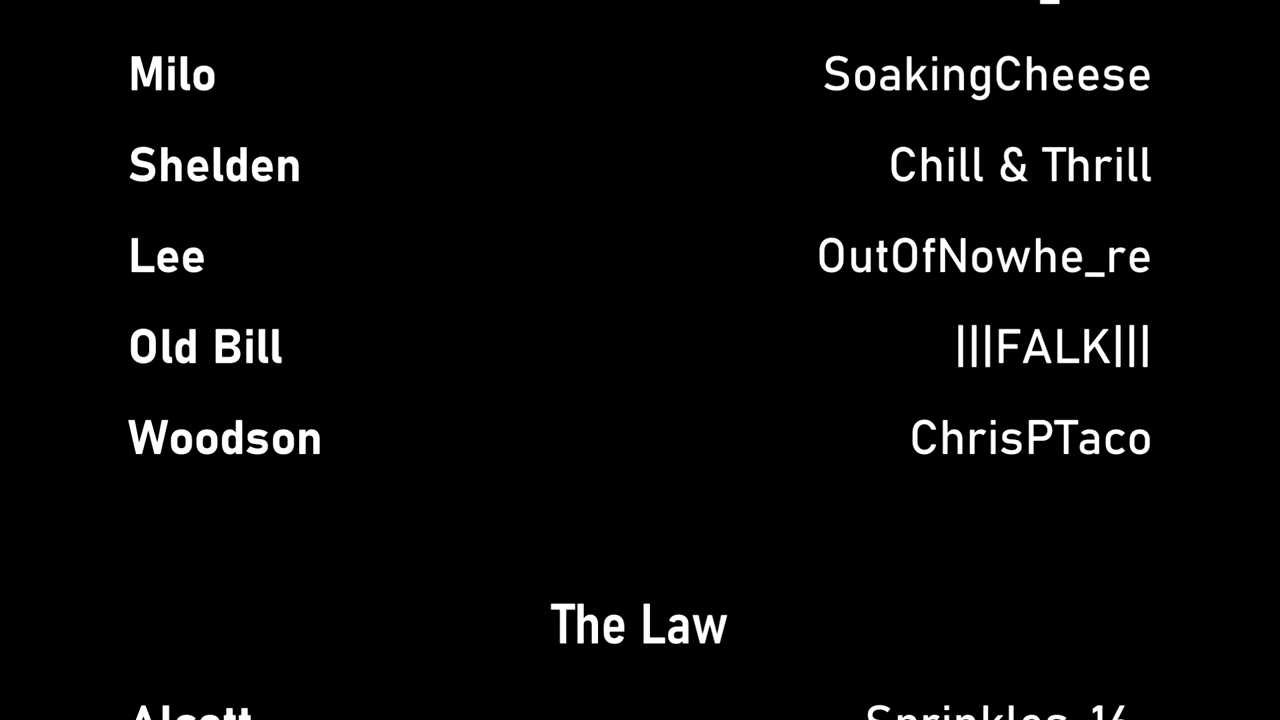 Milo SoakingCheese
Shelden Chill & Thrill
Lee OutOfNowhe_re
Old Bill |||FALK|||
Woodson ChrisPTaco
The Law